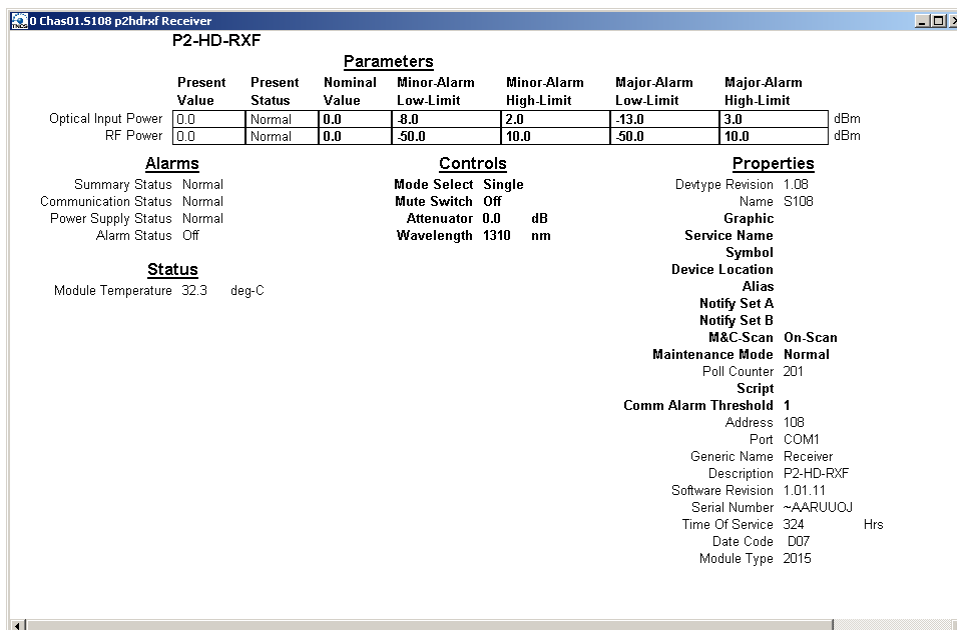 0 Chas01.S108 p2hdrxf Receiver
P2-HD-RXF
Parameters
Present Present Nominal Minor-Alarm Minor-Alarm Major-Alarm Major-Alarm
Value Status Value Low-Limit High-Limit Low-Limit High-Limit
Optical Input Power 0.0 Normal 0.0 -8.0 2.0 -13.0 3.0 dBm
RF Power 0.0 Normal 0.0 -50.0 10.0 -50.0 10.0 dBm
Alarms
Summary Status Normal
Communication Status Normal
Power Supply Status Normal
Alarm Status Off
Status
Module Temperature 32.3 deg-C
Controls
Mode Select Single
Mute Switch Off
Attenuator 0.0 dB
Wavelength 1310 nm
Properties
Devtype Revision 1.08
Name S108
Graphic
Service Name
Symbol
Device Location
Alias
Notify Set A
Notify Set B
M&C-Scan On-Scan
Maintenance Mode Normal
Poll Counter 201
Script
Comm Alarm Threshold 1
Address 108
Port COM1
Generic Name Receiver
Description P2-HD-RXF
Software Revision 1.01.11
Serial Number ~AARUUOJ
Time Of Service 324 Hrs
Date Code D07
Module Type 2015